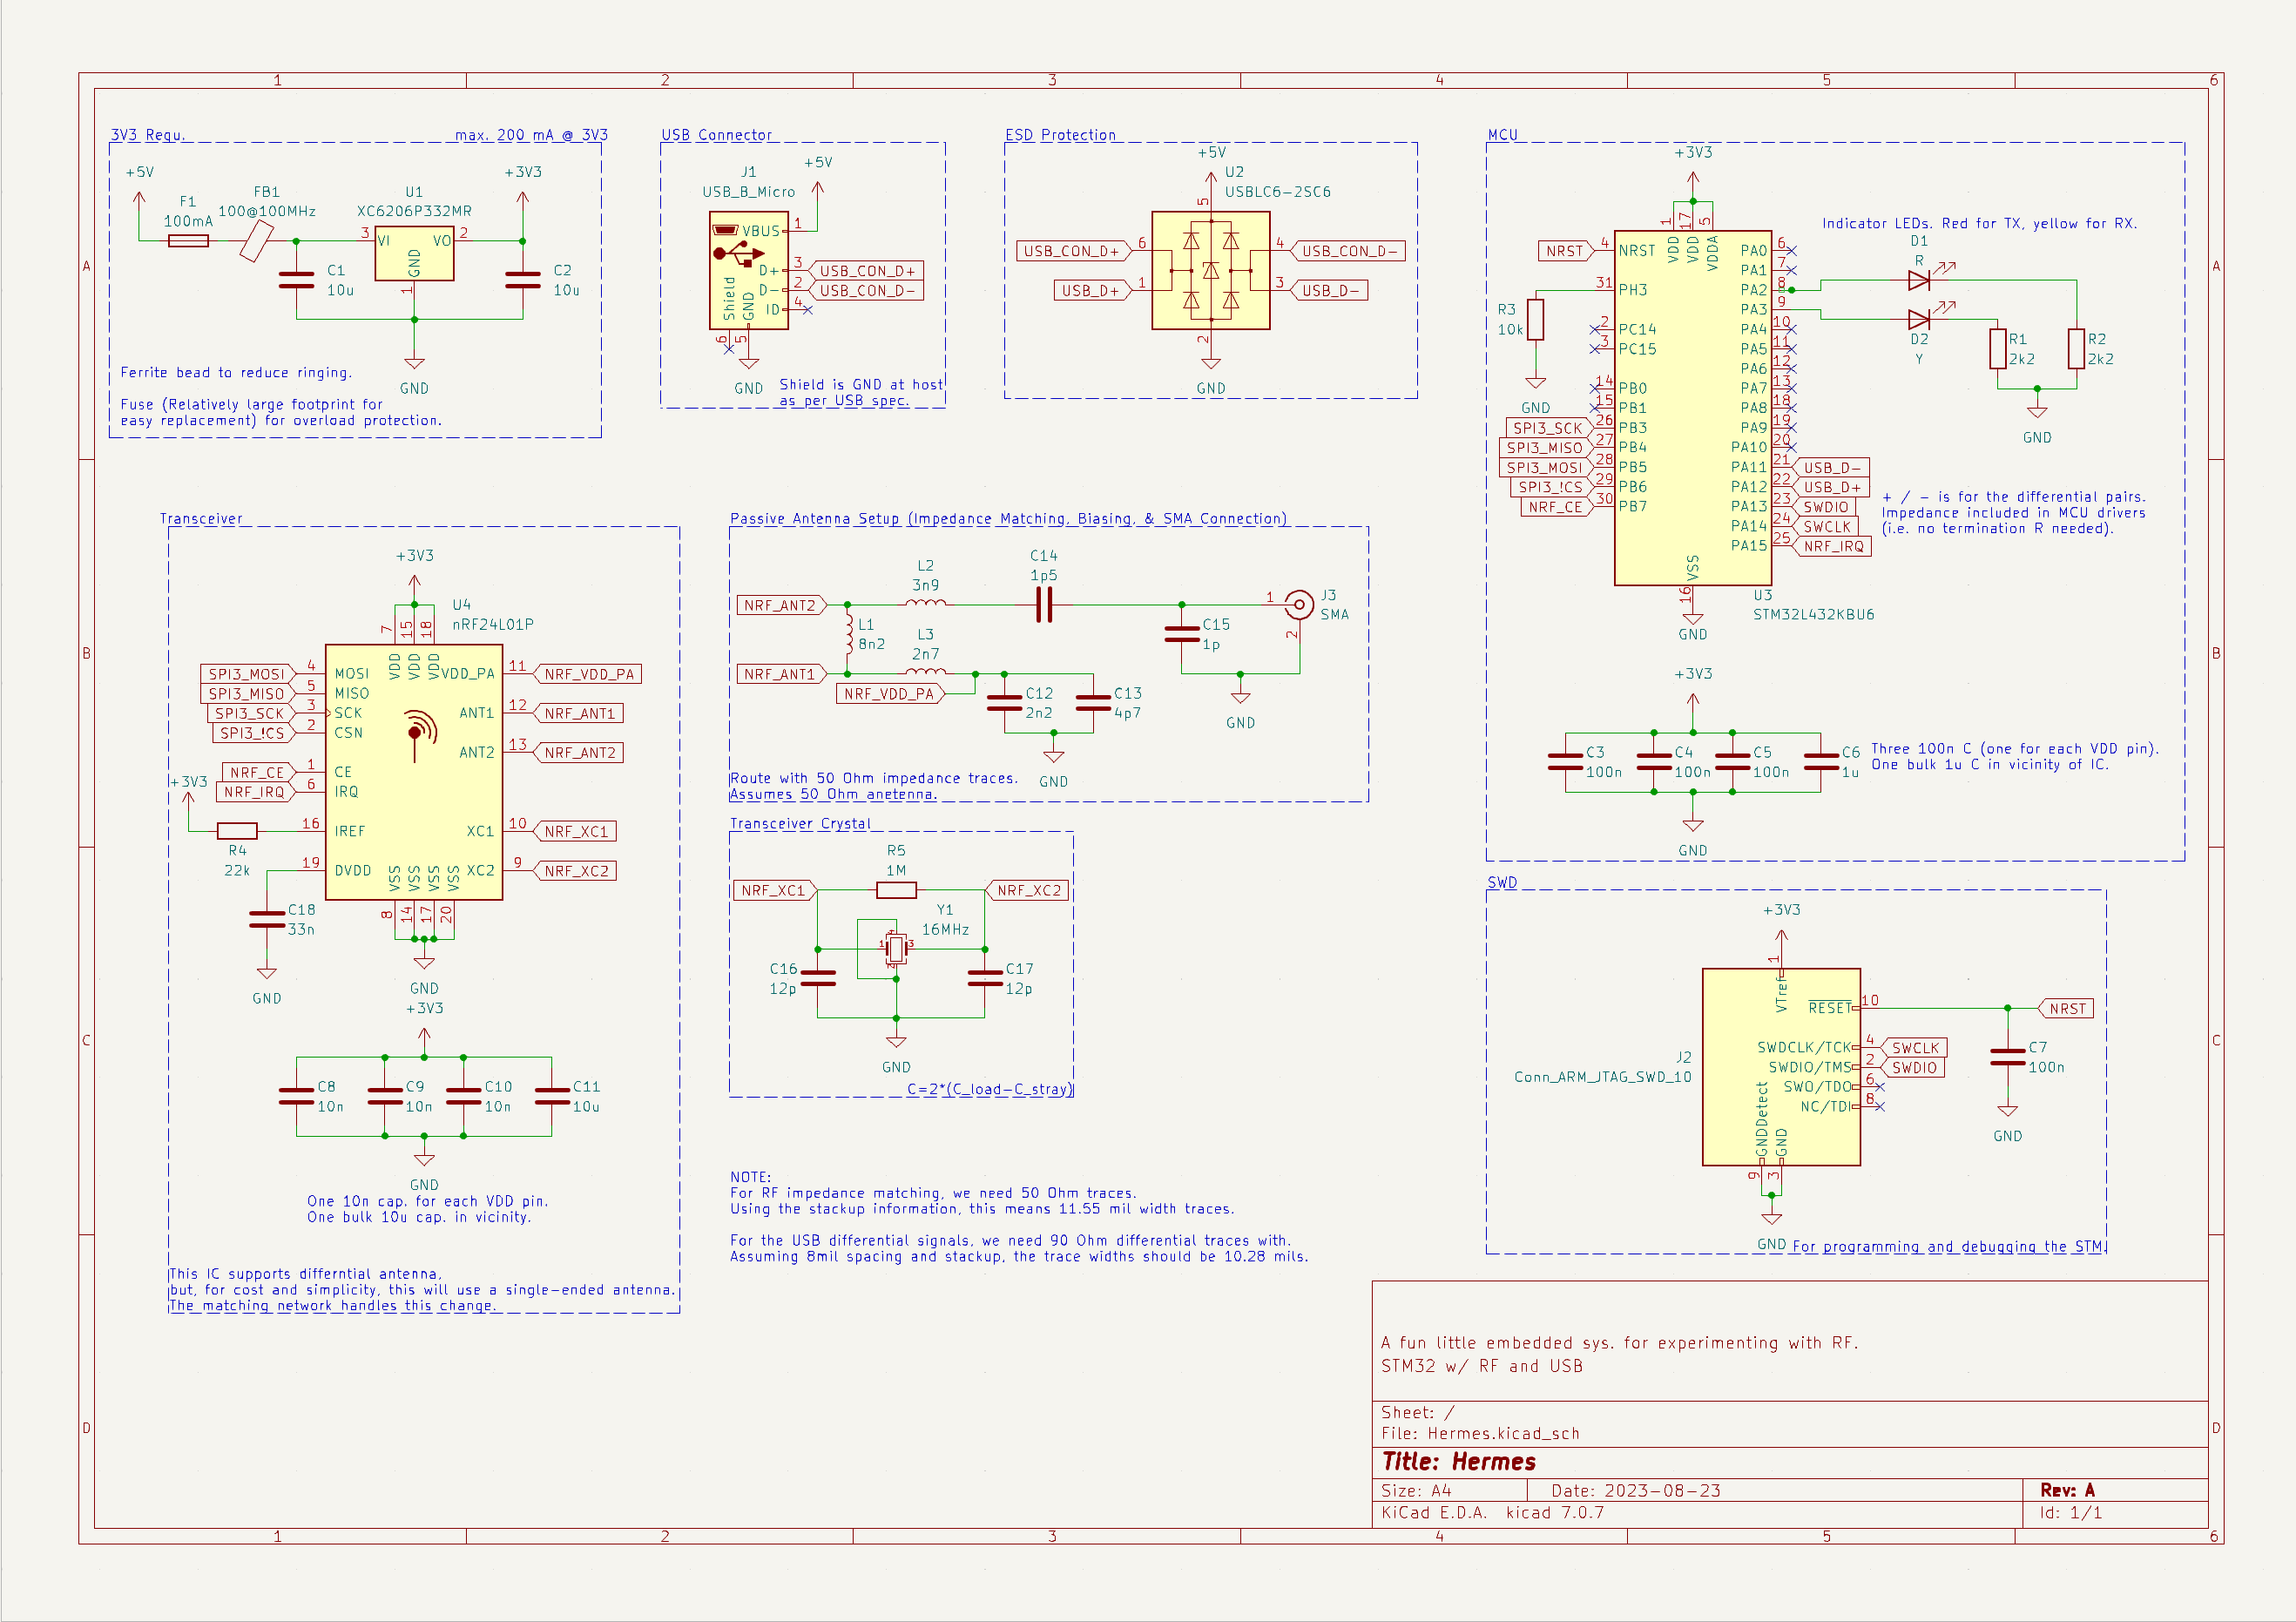 1 2 3 4 5 6
A
B
C
D
3V3 Regu.
max. 200 mA @ 3V3
+5V
F1
100mA
FB1
100@100MHz
U1
XC6206P332MR
3 VI
VO 2
GND
1
+3V3
C1
10u
C2
10u
GND
Ferrite bead to reduce ringing.
Fuse (Relatively large footprint for
easy replacement) for overload protection.
USB Connector
J1
USB_B_Micro
+5V
VBUS 1
D+ 3 USB_CON_D+
D- 2 USB_CON_D-
ID 4
Shield
GND
6
5
GND
Shield is GND at host
as per USB spec.
ESD Protection
+5V
U2
USBLC6-2SC6
5
USB_CON_D+ 6
4 USB_CON_D-
USB_D+ 1
3 USB_D-
2
GND
MCU
+3V3
1
17
5
VDD
VDD
VDDA
NRST 4 NRST
31 PH3
R3
10k
GND
2 PC14
3 PC15
14 PB0
15 PB1
SPI3_SCK 26 PB3
SPI3_MISO 27 PB4
SPI3_MOSI 28 PB5
SPI3_!CS 29 PB6
NRF_CE 30 PB7
PA0 6
PA1 7
PA2 8
PA3 9
PA4 10
PA5 11
PA6 12
PA7 13
PA8 18
PA9 19
PA10 20
PA11 21 USB_D-
PA12 22 USB_D+
PA13 23 SWDIO
PA14 24 SWCLK
PA15 25 NRF_IRQ
VSS
16
GND
U3
STM32L432KBU6
Indicator LEDs. Red for TX, yellow for RX.
D1
R
D2
Y
R1
2k2
R2
2k2
GND
+ / - is for the differential pairs.
Impedance included in MCU drivers
(i.e. no termination R needed).
+3V3
C3
100n
C4
100n
C5
100n
C6
1u
GND
Three 100n C (one for each VDD pin).
One bulk 1u C in vicinity of IC.
Transceiver
+3V3
U4
nRF24L01P
7
15
18
VDD
VDD
VDD
SPI3_MOSI 4 MOSI
SPI3_MISO 5 MISO
SPI3_SCK 3 SCK
SPI3_!CS 2 CSN
NRF_CE 1 CE
NRF_IRQ 6 IRQ
+3V3
16 IREF
R4
22k
19 DVDD
C18
33n
GND
VDD_PA 11 NRF_VDD_PA
ANT1 12 NRF_ANT1
ANT2 13 NRF_ANT2
XC1 10 NRF_XC1
XC2 9 NRF_XC2
VSS
VSS
VSS
VSS
8
14
17
20
GND
+3V3
C8
10n
C9
10n
C10
10n
C11
10u
GND
One 10n cap. for each VDD pin.
One bulk 10u cap. in vicinity.
This IC supports differntial antenna,
but, for cost and simplicity, this will use a single-ended antenna.
The matching network handles this change.
Passive Antenna Setup (Impedance Matching, Biasing, & SMA Connection)
NRF_ANT2
L2
3n9
C14
1p5
1
J3
SMA
2
L1
8n2
C15
1p
GND
NRF_ANT1
L3
2n7
NRF_VDD_PA
C12
2n2
C13
4p7
GND
Route with 50 Ohm impedance traces.
Assumes 50 Ohm anetenna.
Transceiver Crystal
R5
1M
NRF_XC1
NRF_XC2
Y1
16MHz
1
3
4
2
C16
12p
C17
12p
GND
C=2*(C_load-C_stray)
NOTE:
For RF impedance matching, we need 50 Ohm traces.
Using the stackup information, this means 11.55 mil width traces.
For the USB differential signals, we need 90 Ohm differential traces with.
Assuming 8mil spacing and stackup, the trace widths should be 10.28 mils.
SWD
+3V3
1
VTref
RESET 10
NRST
SWDCLK/TCK 4 SWCLK
SWDIO/TMS 2 SWDIO
SWO/TDO 6
NC/TDI 8
J2
Conn_ARM_JTAG_SWD_10
GNDDetect
GND
9
3
GND
C7
100n
GND
For programming and debugging the STM.
A fun little embedded sys. for experimenting with RF.
STM32 w/ RF and USB
Sheet: /
File: Hermes.kicad_sch
Title: Hermes
Size: A4
Date: 2023-08-23
Rev: A
KiCad E.D.A. kicad 7.0.7
Id: 1/1
A
B
C
D
1 2 3 4 5 6